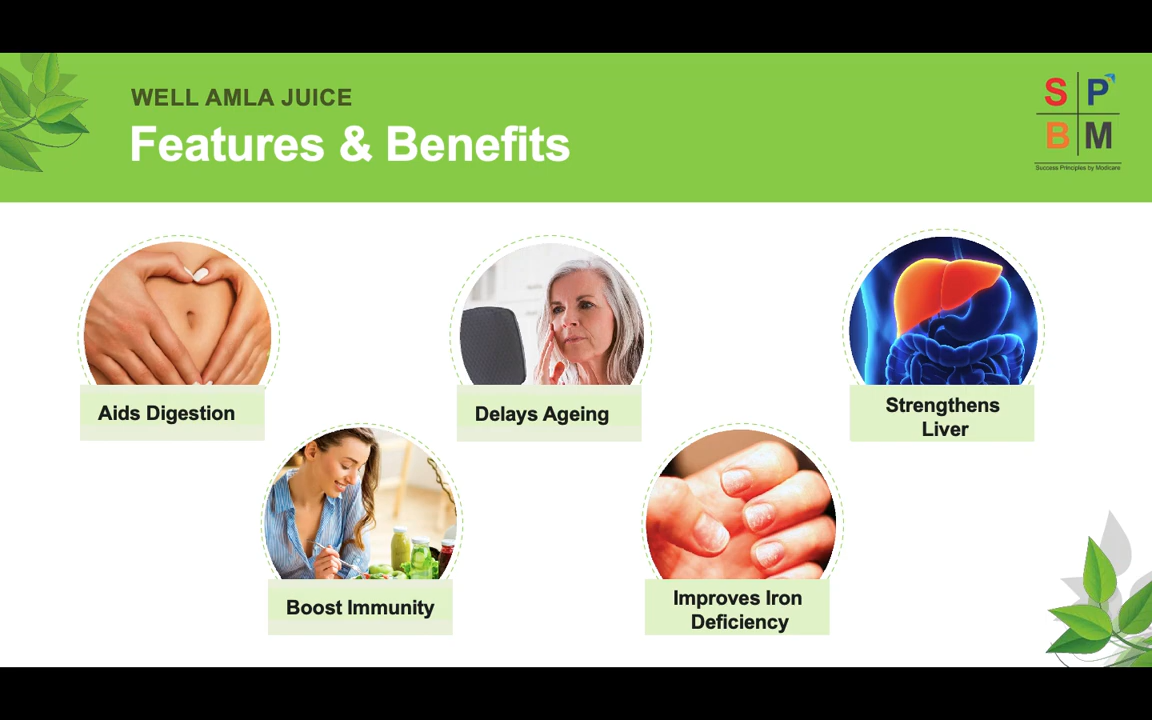 WELL AMLA JUICE
Features & Benefits
S P
B M
Success Principles by Modicare
Aids Digestion
Delays Ageing
Strengthens
Liver
Boost Immunity
Improves Iron
Deficiency